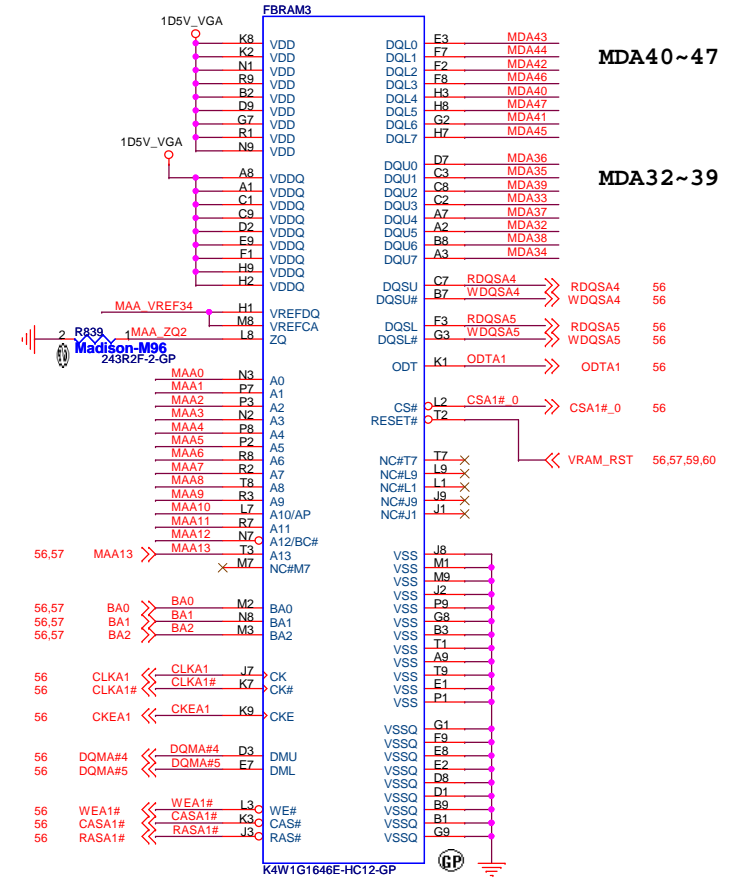 FBRAM3
1D5V_VGA
K8 VDD DQL0 E3 MDA43
K2 VDD DQL1 F7 MDA44
N1 VDD DQL2 F2 MDA42
R9 VDD DQL3 F8 MDA46
B2 VDD DQL4 H3 MDA40
D9 VDD DQL5 H8 MDA47
G7 VDD DQL6 G2 MDA41
R1 VDD DQL7 H7 MDA45
N9 VDD
MDA40~47
1D5V_VGA
DQU0 D7 MDA36
A8 VDDQ DQU1 C3 MDA35
A1 VDDQ DQU2 C8 MDA39
C1 VDDQ DQU3 C2 MDA33
C9 VDDQ DQU4 A7 MDA37
D2 VDDQ DQU5 A2 MDA32
E9 VDDQ DQU6 B8 MDA38
F1 VDDQ DQU7 A3 MDA34
H9 VDDQ
H2 VDDQ
MDA32~39
DQSU C7 RDQSA4 RDQSA4 56
DQSU# B7 WDQSA4 WDQSA4 56
MAA_VREF34 H1 VREFDQ
M8 VREFCA
DQSL F3 RDQSA5 RDQSA5 56
DQSL# G3 WDQSA5 WDQSA5 56
2 R839 1 MAA_ZQ2 L8 ZQ
Madison-M96
243R2F-2-GP
ODT K1 ODTA1 ODTA1 56
MAA0 N3 A0
MAA1 P7 A1
MAA2 P3 A2
MAA3 N2 A3
MAA4 P8 A4
MAA5 P2 A5
MAA6 R8 A6
MAA7 R2 A7
MAA8 T8 A8
MAA9 R3 A9
MAA10 L7 A10/AP
MAA11 R7 A11
MAA12 N7 A12/BC#
56,57 MAA13 MAA13 T3 A13
M7 NC#M7
CS# L2 CSA1#_0 CSA1#_0 56
RESET# T2
VRAM_RST 56,57,59,60
NC#T7 T7
NC#L9 L9
NC#L1 L1
NC#J9 J9
NC#J1 J1
56,57 BA0 BA0 M2 BA0
56,57 BA1 BA1 N8 BA1
56,57 BA2 BA2 M3 BA2
56 CLKA1 CLKA1 J7 CK
56 CLKA1# CLKA1# K7 CK#
56 CKEA1 CKEA1 K9 CKE
56 DQMA#4 DQMA#4 D3 DMU
56 DQMA#5 DQMA#5 E7 DML
56 WEA1# WEA1# L3 WE#
56 CASA1# CASA1# K3 CAS#
56 RASA1# RASA1# J3 RAS#
VSS J8
VSS M1
VSS M9
VSS J2
VSS P9
VSS G8
VSS B3
VSS T1
VSS A9
VSS T9
VSS E1
VSS P1
VSSQ G1
VSSQ F9
VSSQ E8
VSSQ E2
VSSQ D8
VSSQ D1
VSSQ B9
VSSQ B1
VSSQ G9
GP
K4W1G1646E-HC12-GP